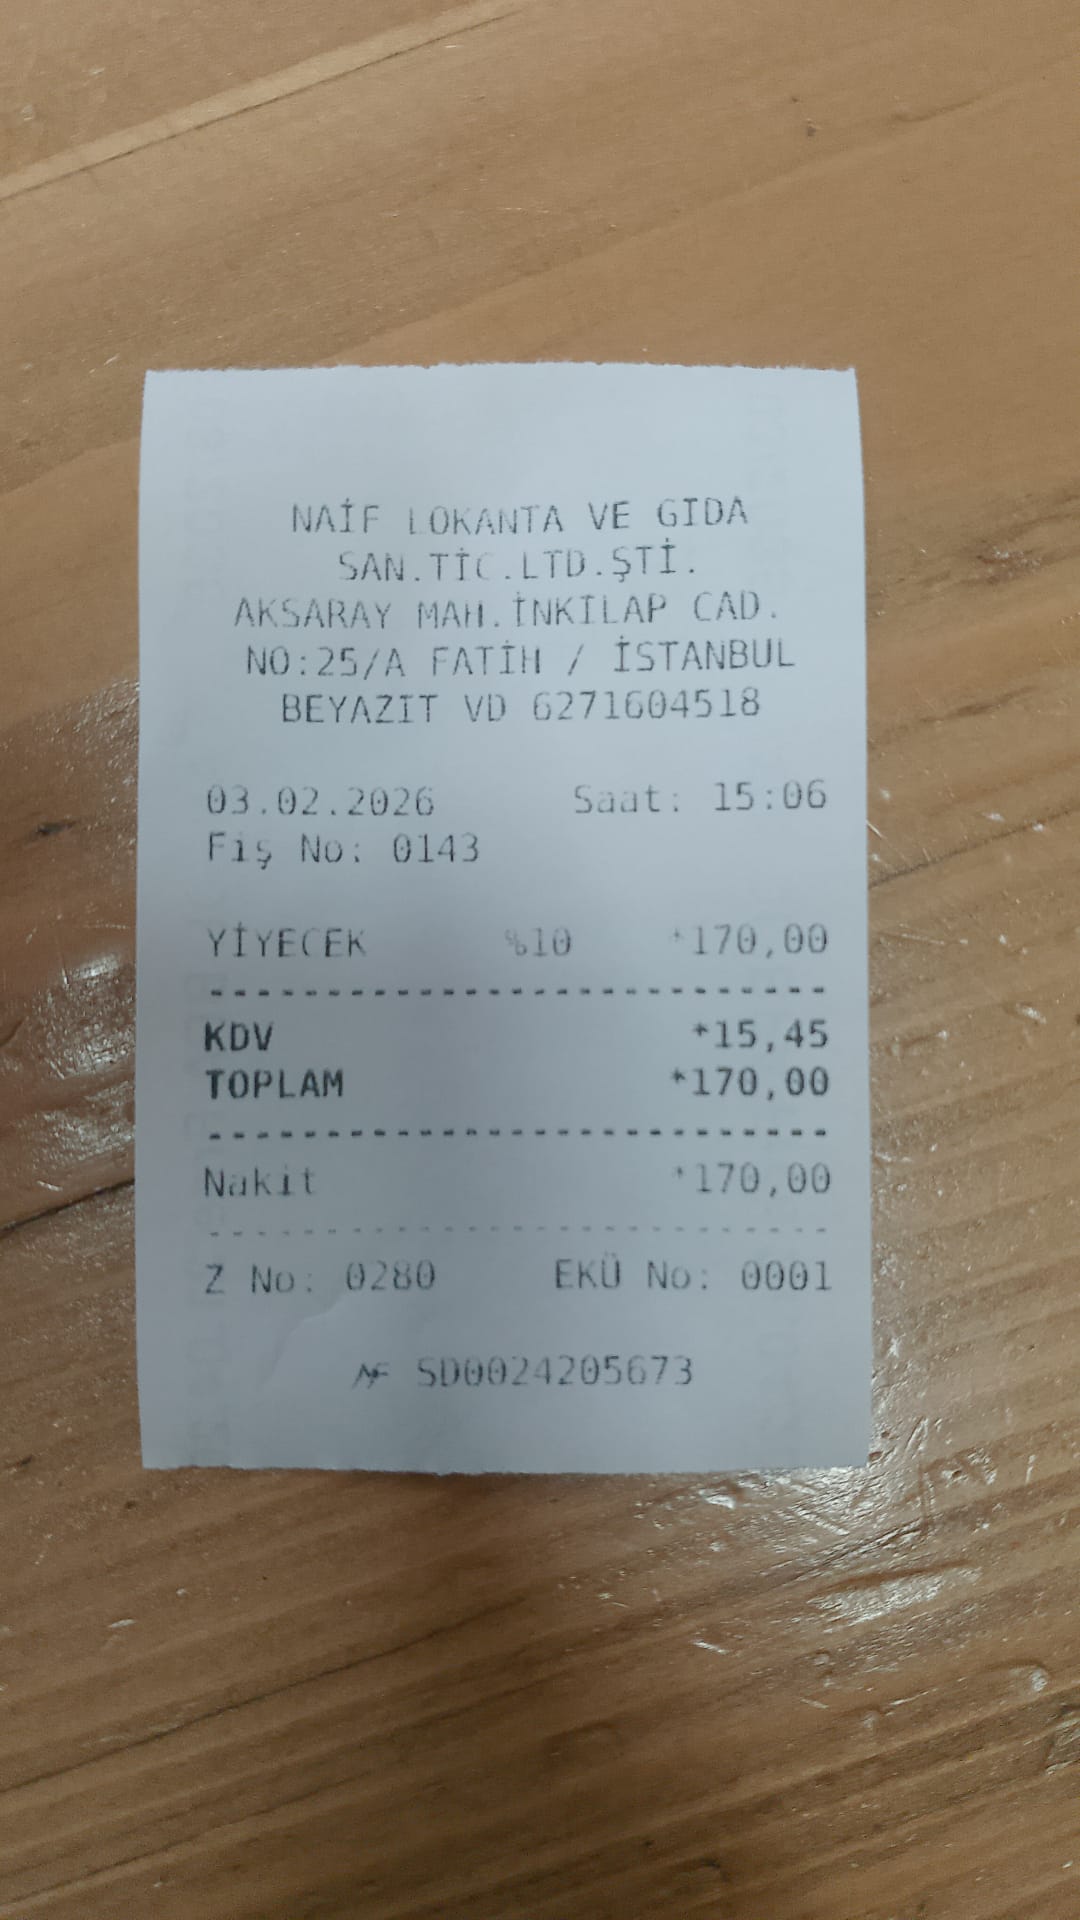 NAİF LOKANTA VE GIDA
SAN.TİC.LTD.ŞTİ.
AKSARAY MAH.İNKILAP CAD.
NO:25/A FATİH / İSTANBUL
BEYAZIT VD 6271604518
03.02.2026 Saat: 15:06
Fiş No: 0143
YİYECEK %10 *170,00
KDV *15,45
TOPLAM *170,00
Nakit *170,00
Z No: 0280 EKÜ No: 0001
MF SD0024205673